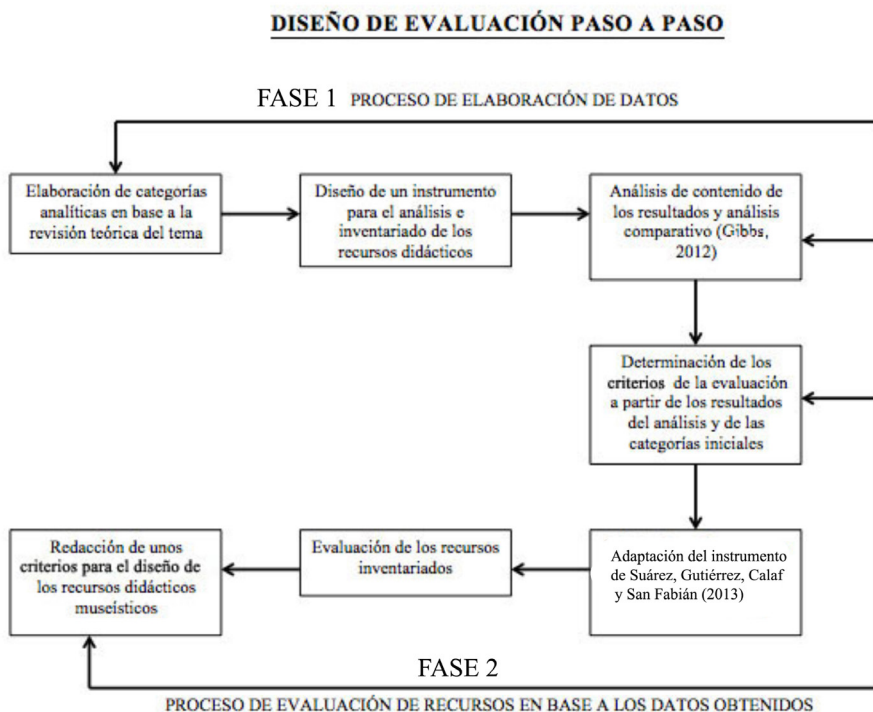 DISEÑO DE EVALUACIÓN PASO A PASO
FASE 1 PROCESO DE ELABORACIÓN DE DATOS
Elaboración de categorías
analíticas en base a la
revisión teórica del tema
Diseño de un instrumento
para el análisis e
inventariado de los
recursos didácticos
Análisis de contenido de
los resultados y análisis
comparativo (Gibbs,
2012)
Determinación de los
criterios de la evaluación
a partir de los resultados
del análisis y de las
categorías iniciales
Adaptación del instrumento
de Suárez, Gutiérrez, Calaf
y San Fabián (2013)
Evaluación de los recursos
inventariados
Redacción de unos
criterios para el diseño de
los recursos didácticos
museísticos
FASE 2
PROCESO DE EVALUACIÓN DE RECURSOS EN BASE A LOS DATOS OBTENIDOS